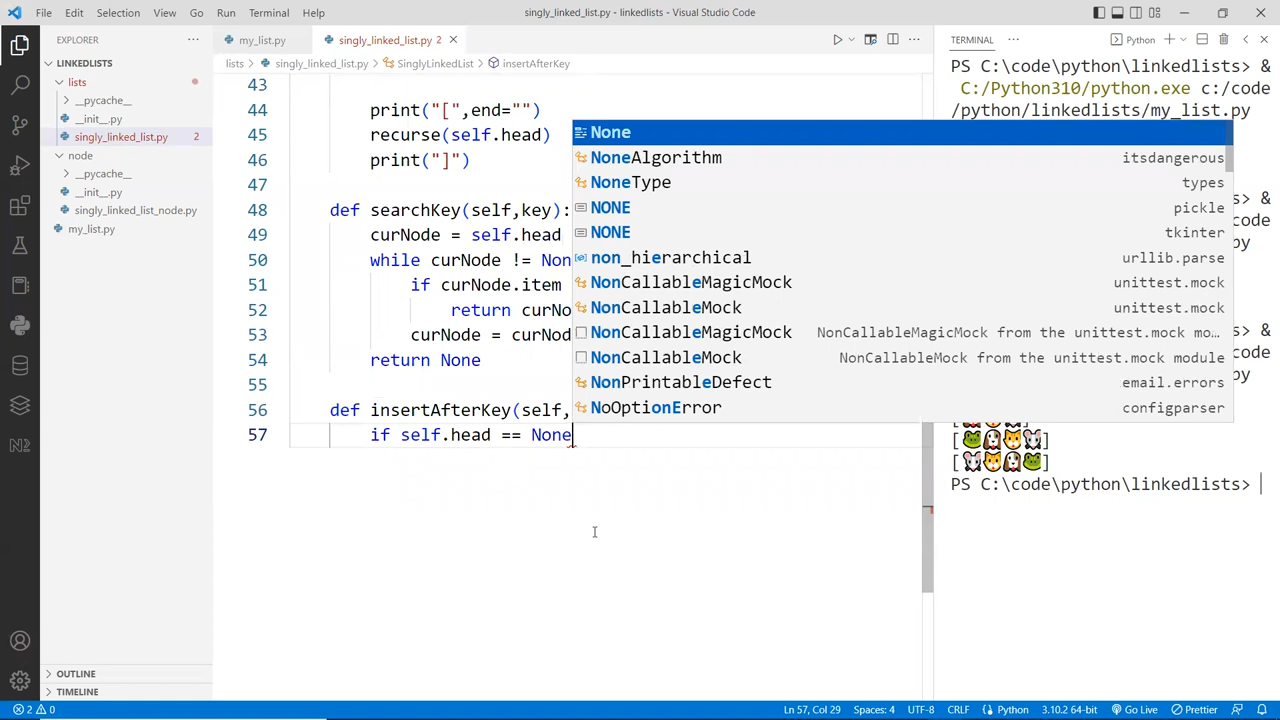 File Edit Selection View Go Run Terminal Help
singly_linked_list.py - linkedlists - Visual Studio Code
EXPLORER
LINKEDLISTS
lists
__pycache__
__init__.py
singly_linked_list.py 2
node
__pycache__
__init__.py
singly_linked_list_node.py
my_list.py
OUTLINE
TIMELINE
my_list.py
singly_linked_list.py 2
lists > singly_linked_list.py > SinglyLinkedList > insertAfterKey
43
44 print("[",end="")
45 recurse(self.head)
46 print("]")
47
48 def searchKey(self,key):
49 curNode = self.head
50 while curNode != Non
51 if curNode.item
52 return curNo
53 curNode = curNod
54 return None
55
56 def insertAfterKey(self,
57 if self.head == None
None
NoneAlgorithm itsdangerous
NoneType types
NONE pickle
NONE tkinter
non_hierarchical urllib.parse
NonCallableMagicMock unittest.mock
NonCallableMock unittest.mock
NonCallableMagicMock NonCallableMagicMock from the unittest.mock mo…
NonCallableMock NonCallableMock from the unittest.mock module
NonPrintableDefect email.errors
NoOptionError configparser
TERMINAL
Python
PS C:\code\python\linkedlists> &
C:/Python310/python.exe c:/code
/python/linkedlists/my_list.py
&
code
py
&
code
py
[🐸🐶🐱🐭]
[🐭🐱🐶🐸]
PS C:\code\python\linkedlists>
2 0
Ln 57, Col 29 Spaces: 4 UTF-8 CRLF Python 3.10.2 64-bit Go Live Prettier